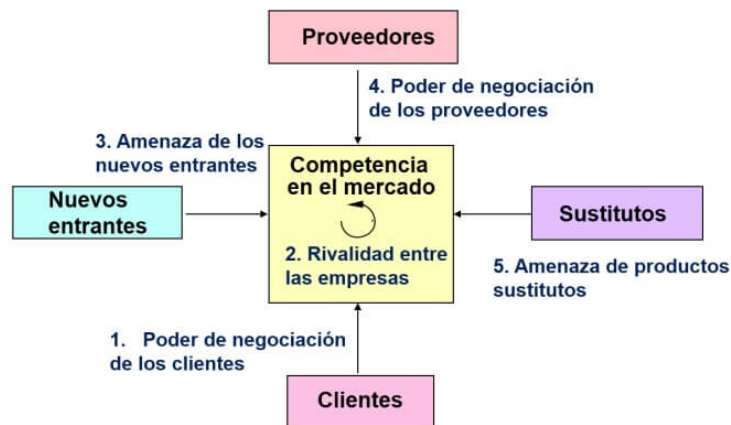 Proveedores
4. Poder de negociación
de los proveedores
3. Amenaza de los
nuevos entrantes
Competencia
en el mercado
Nuevos
entrantes
Sustitutos
2. Rivalidad entre
las empresas
5. Amenaza de productos
sustitutos
1. Poder de negociación
de los clientes
Clientes